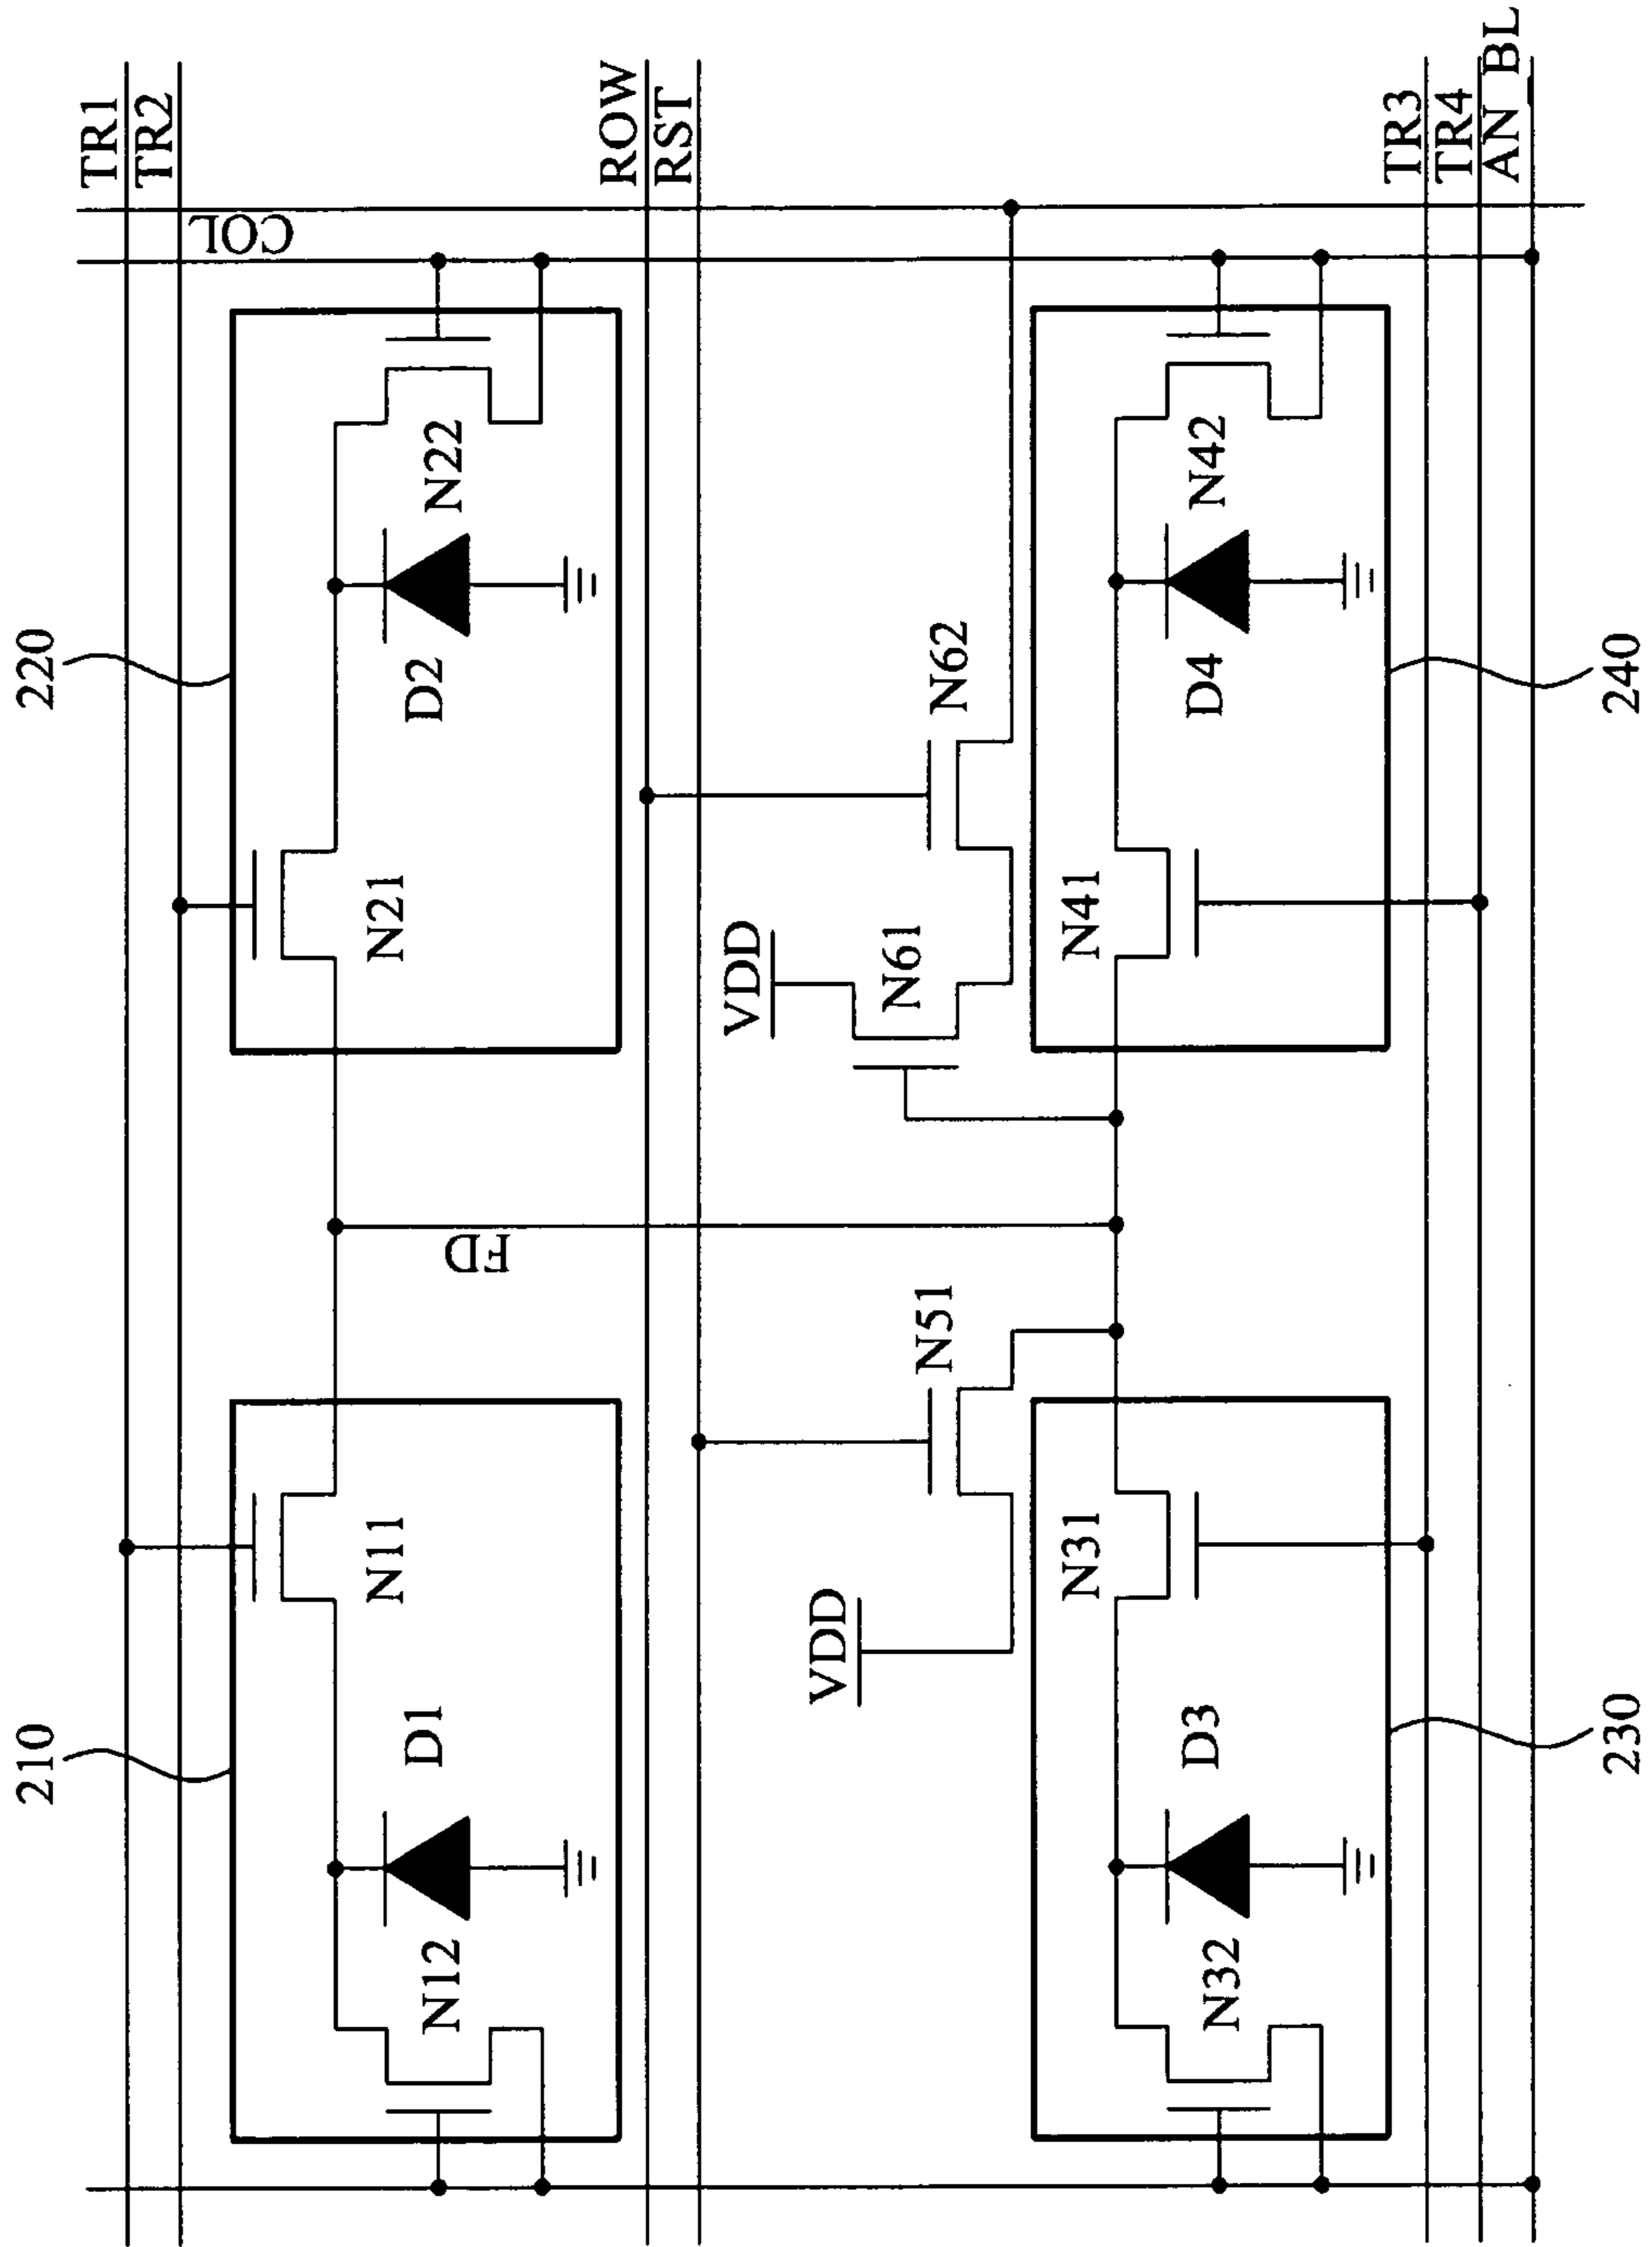 TR1
TR2
COL
220
N22
D2
N21
ROW
RST
N62
VDD
N61
N42
D4
N41
240
FD
TR3
TR4
AN_BL
210
N11
D1
N12
N51
VDD
N31
D3
N32
230